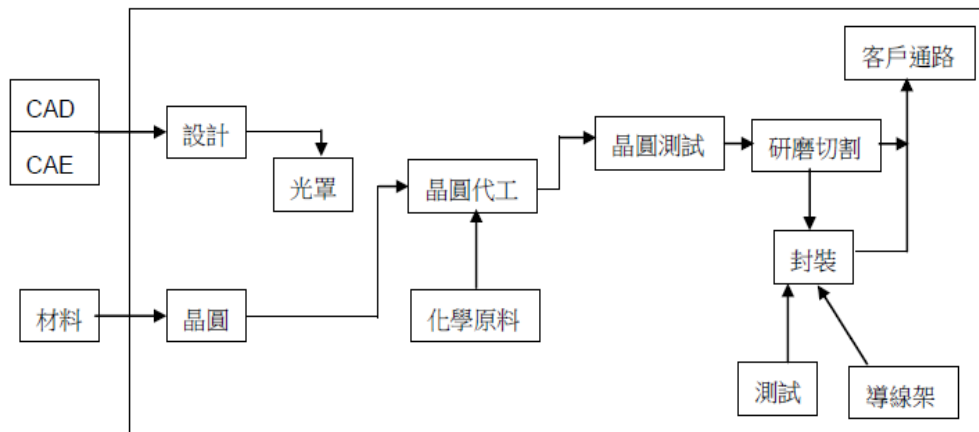 客戶通路
CAD
CAE
設計
光罩
晶圓測試
研磨切割
晶圓代工
封裝
材料
晶圓
化學原料
測試
導線架